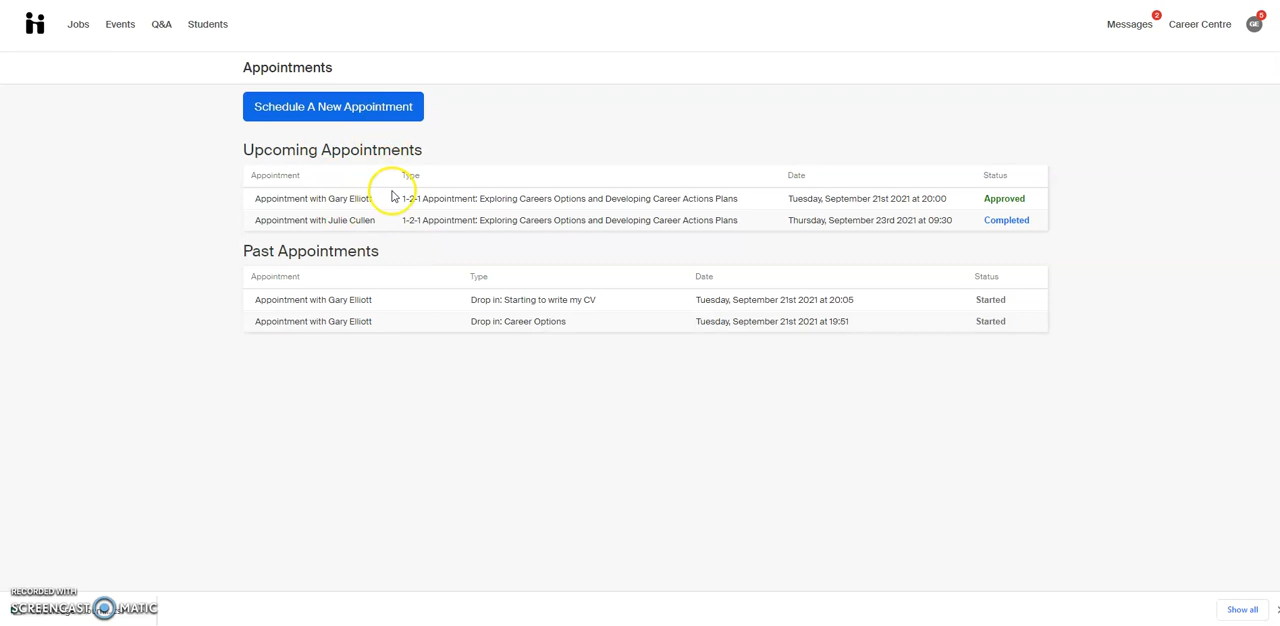 Jobs Events Q&A Students Messages 2 Career Centre GE 5
Appointments
Schedule A New Appointment
Upcoming Appointments
Appointment Type Date Status
Appointment with Gary Elliott 1-2-1 Appointment: Exploring Careers Options and Developing Career Actions Plans Tuesday, September 21st 2021 at 20:00 Approved
Appointment with Julie Cullen 1-2-1 Appointment: Exploring Careers Options and Developing Career Actions Plans Thursday, September 23rd 2021 at 09:30 Completed
Past Appointments
Appointment Type Date Status
Appointment with Gary Elliott Drop in: Starting to write my CV Tuesday, September 21st 2021 at 20:05 Started
Appointment with Gary Elliott Drop in: Career Options Tuesday, September 21st 2021 at 19:51 Started
RECORDED WITH
SCREENCAST MATIC
Show all